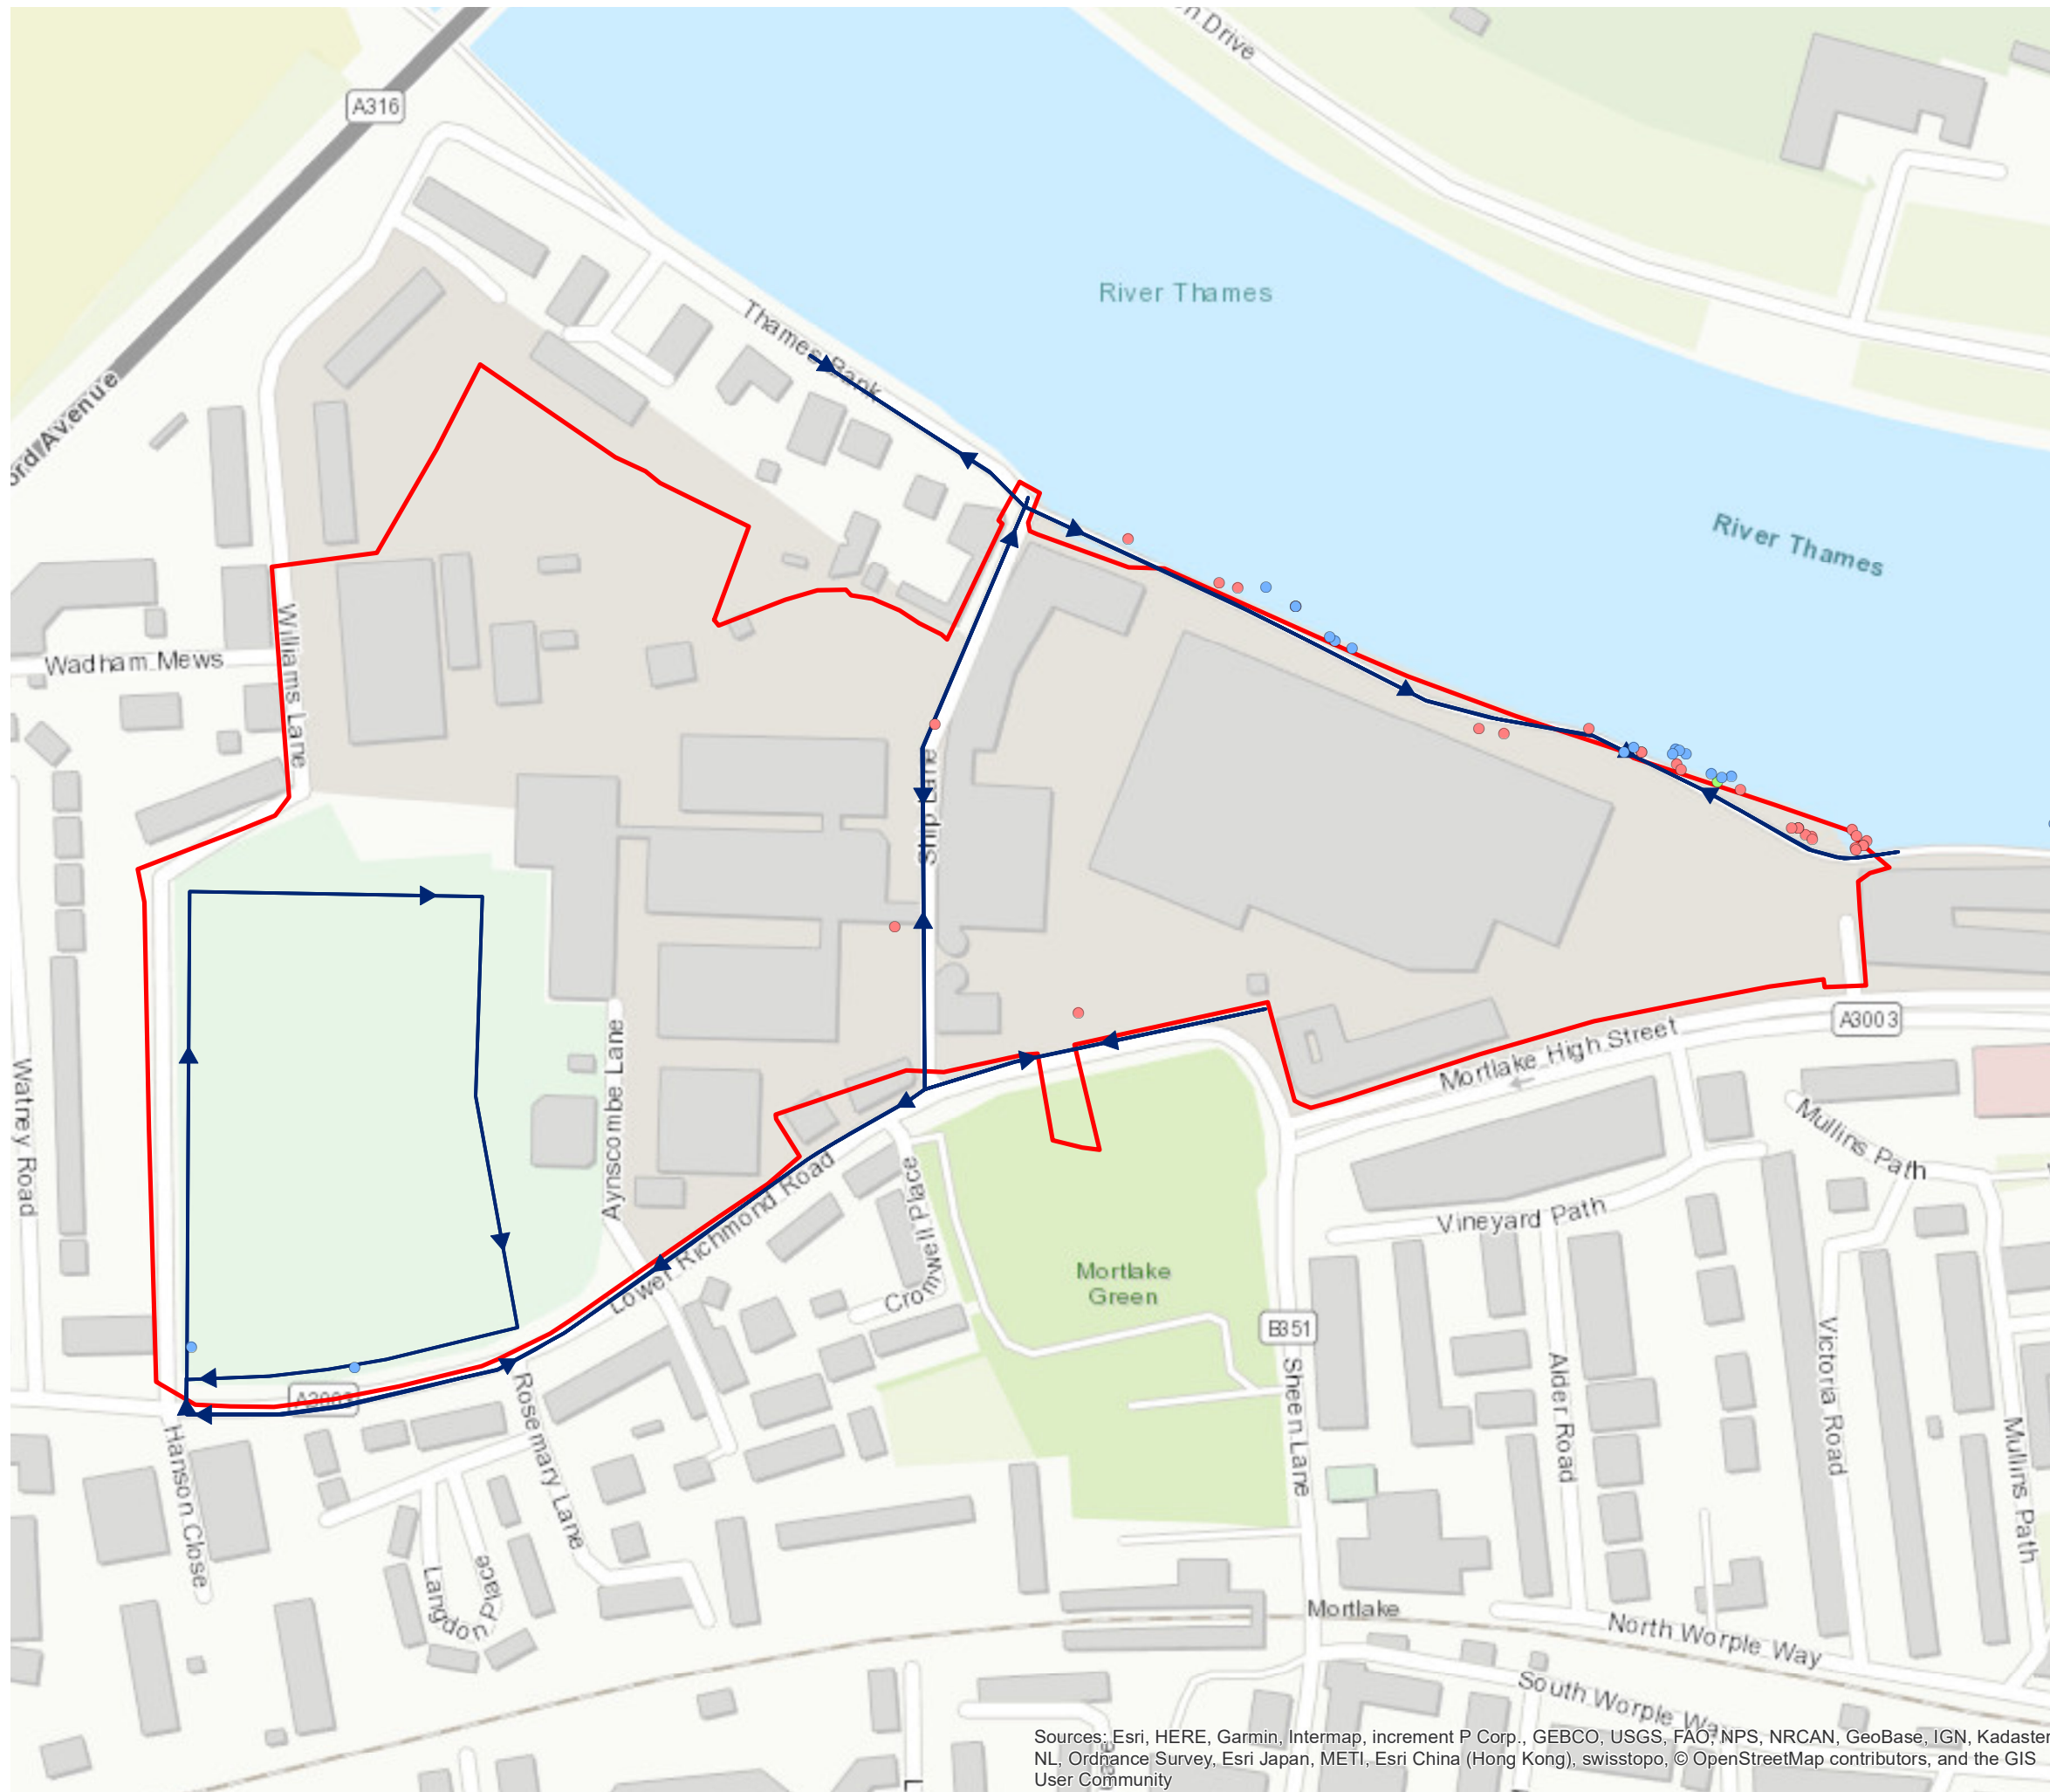 n Drive
A316
River Thames
Thames Bank
ord Avenue
River Thames
Williams Lane
Wadham Mews
Ship Lane
A3003
Mortlake High Street
Aynscombe Lane
Watney Road
Mullins Path
Lower Richmond Road
Cromwell Place
Vineyard Path
Mortlake
Green
B351
Sheen Lane
Alder Road
Victoria Road
Rosemary Lane
Hanson Close
Mullins Path
Langdon Place
Mortlake
North Worple Way
South Worple Way
Sources: Esri, HERE, Garmin, Intermap, increment P Corp., GEBCO, USGS, FAO, NPS, NRCAN, GeoBase, IGN, Kadaster
NL, Ordnance Survey, Esri Japan, METI, Esri China (Hong Kong), swisstopo, © OpenStreetMap contributors, and the GIS
User Community